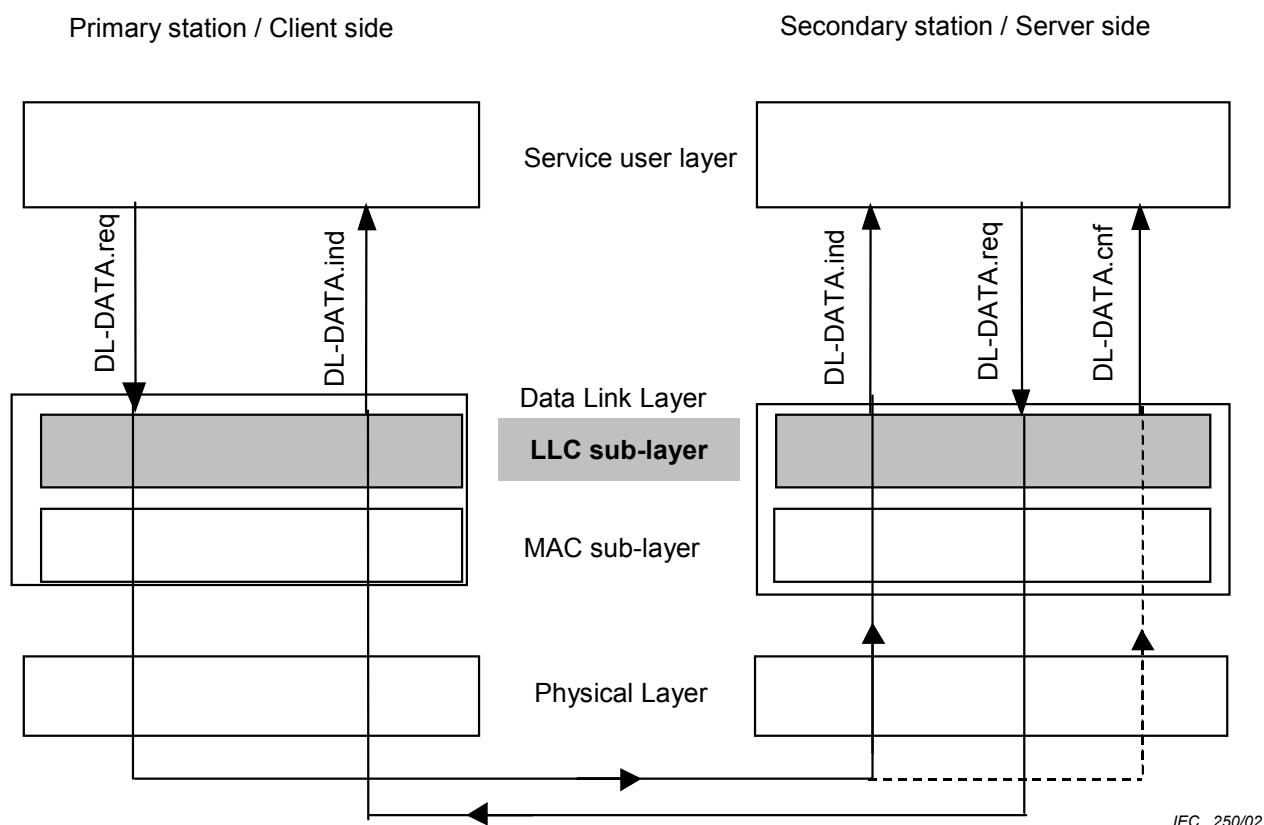 Primary station / Client side
Secondary station / Server side
Service user layer
DL-DATA.req
DL-DATA.ind
DL-DATA.ind
DL-DATA.req
DL-DATA.cnf
Data Link Layer
LLC sub-layer
MAC sub-layer
Physical Layer
IEC 250/02